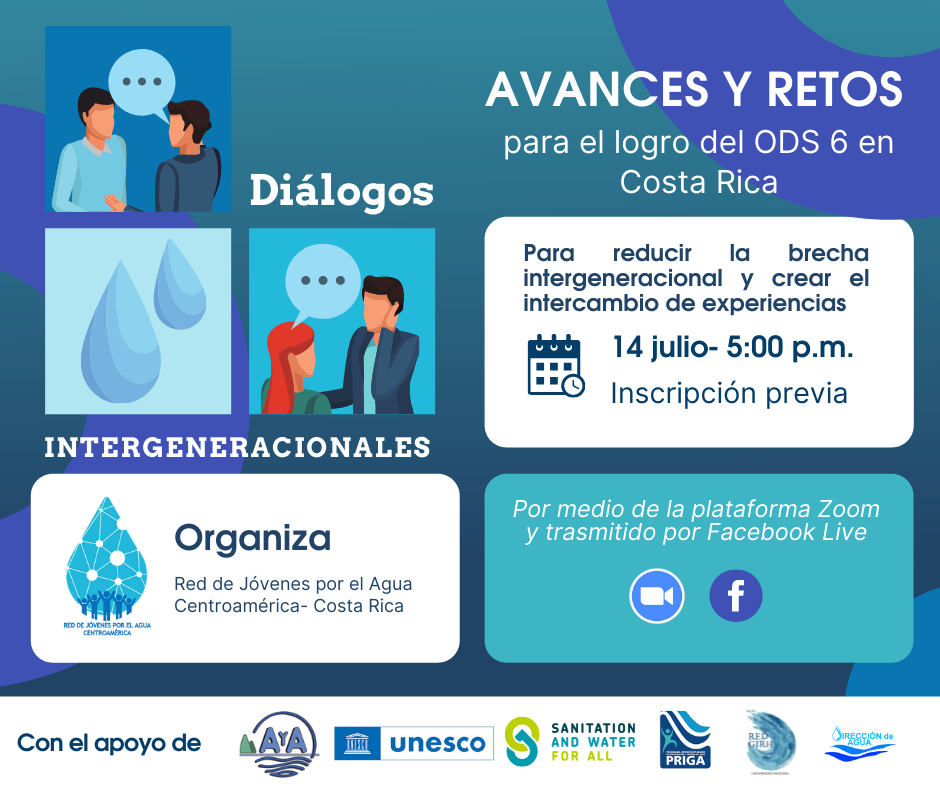 Diálogos
INTERGENERACIONALES
AVANCES Y RETOS
para el logro del ODS 6 en
Costa Rica
Para reducir la brecha
intergeneracional y crear el
intercambio de experiencias
14 julio- 5:00 p.m.
Inscripción previa
Organiza
Red de Jóvenes por el Agua
Centroamérica- Costa Rica
RED DE JÓVENES POR EL AGUA
CENTROAMÉRICA
Por medio de la plataforma Zoom
y trasmitido por Facebook Live
Con el apoyo de
AYA
unesco
SANITATION
AND WATER
FOR ALL
PRIGA
RED
GIRH
UNIVERSIDAD NACIONAL
DIRECCIÓN de
AGUA